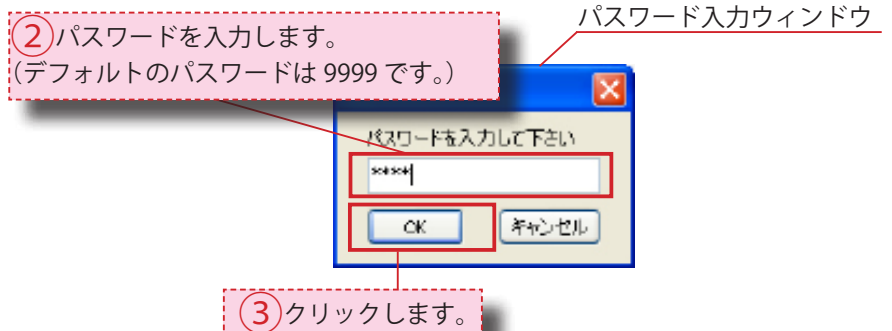 パスワード入力ウィンドウ
②パスワードを入力します。
(デフォルトのパスワードは 9999 です。)
パスワードを入力して下さい
****
OK
キャンセル
③クリックします。